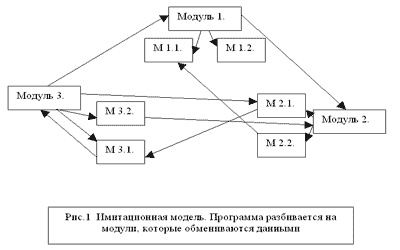 Модуль 1.
М 1.1.
М 1.2.
Модуль 3.
М 3.2.
М 3.1.
М 2.1.
Модуль 2.
М 2.2.
Рис.1 Имитационная модель. Программа разбивается на
модули, которые обмениваются данными